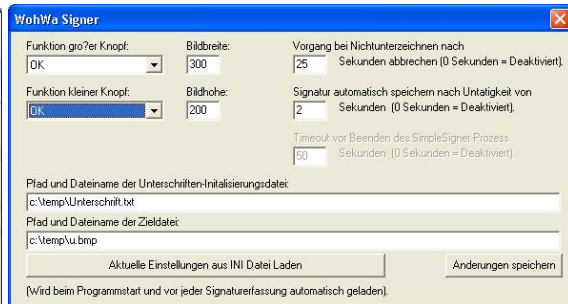 WohWa Signer
Funktion gro?er Knopf:
OK
Bildbreite:
300
Vorgang bei Nichtunterzeichnen nach
25 Sekunden abbrechen (0 Sekunden = Deaktiviert).
Funktion kleiner Knopf:
OK
Bildhohe:
200
Signatur automatisch speichern nach Untatigkeit von
2 Sekunden (0 Sekunden = Deaktiviert).
Timeout vor Beenden des SimpleSigner-Prozess
50 Sekunden (0 Sekunden = Deaktiviert).
Pfad und Dateiname der Unterschriften-Initalisierungsdatei:
c:\temp\Unterschrift.txt
Pfad und Dateiname der Zieldatei:
c:\temp\u.bmp
Aktuelle Einstellungen aus INI Datei Laden
Anderungen speichern
(Wird beim Programmstart und vor jeder Signaturerfassung automatisch geladen).